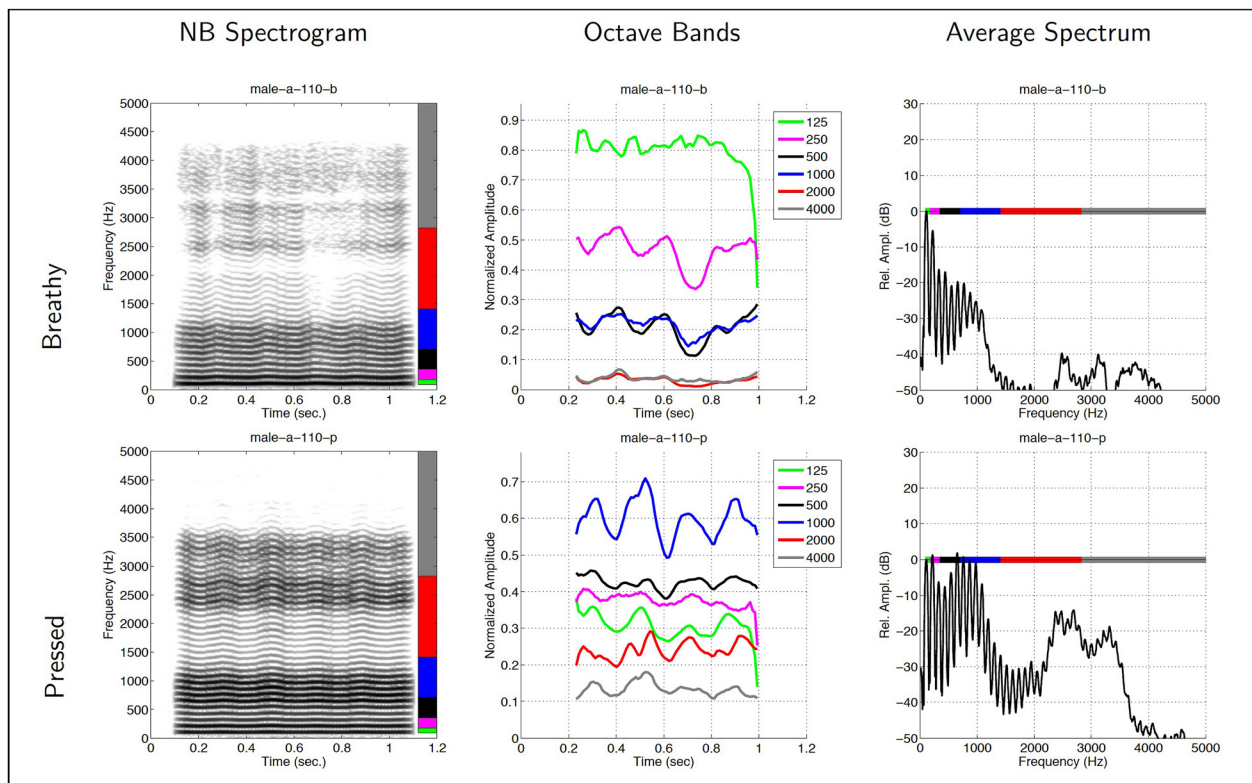 NB Spectrogram
Octave Bands
Average Spectrum
Breathy
male-a-110-b
5000
4500
4000
3500
3000
2500
2000
1500
1000
500
0
Frequency (Hz)
0 0.2 0.4 0.6 0.8 1 1.2
Time (sec.)
male-a-110-b
0.9
0.8
0.7
0.6
0.5
0.4
0.3
0.2
0.1
0
Normalized Amplitude
0 0.2 0.4 0.6 0.8 1 1.2
Time (sec)
125
250
500
1000
2000
4000
male-a-110-b
30
20
10
0
−10
−20
−30
−40
−50
Rel. Ampl. (dB)
0 1000 2000 3000 4000 5000
Frequency (Hz)
Pressed
male-a-110-p
5000
4500
4000
3500
3000
2500
2000
1500
1000
500
0
Frequency (Hz)
0 0.2 0.4 0.6 0.8 1 1.2
Time (sec.)
male-a-110-p
0.7
0.6
0.5
0.4
0.3
0.2
0.1
0
Normalized Amplitude
0 0.2 0.4 0.6 0.8 1 1.2
Time (sec)
125
250
500
1000
2000
4000
male-a-110-p
30
20
10
0
−10
−20
−30
−40
−50
Rel. Ampl. (dB)
0 1000 2000 3000 4000 5000
Frequency (Hz)